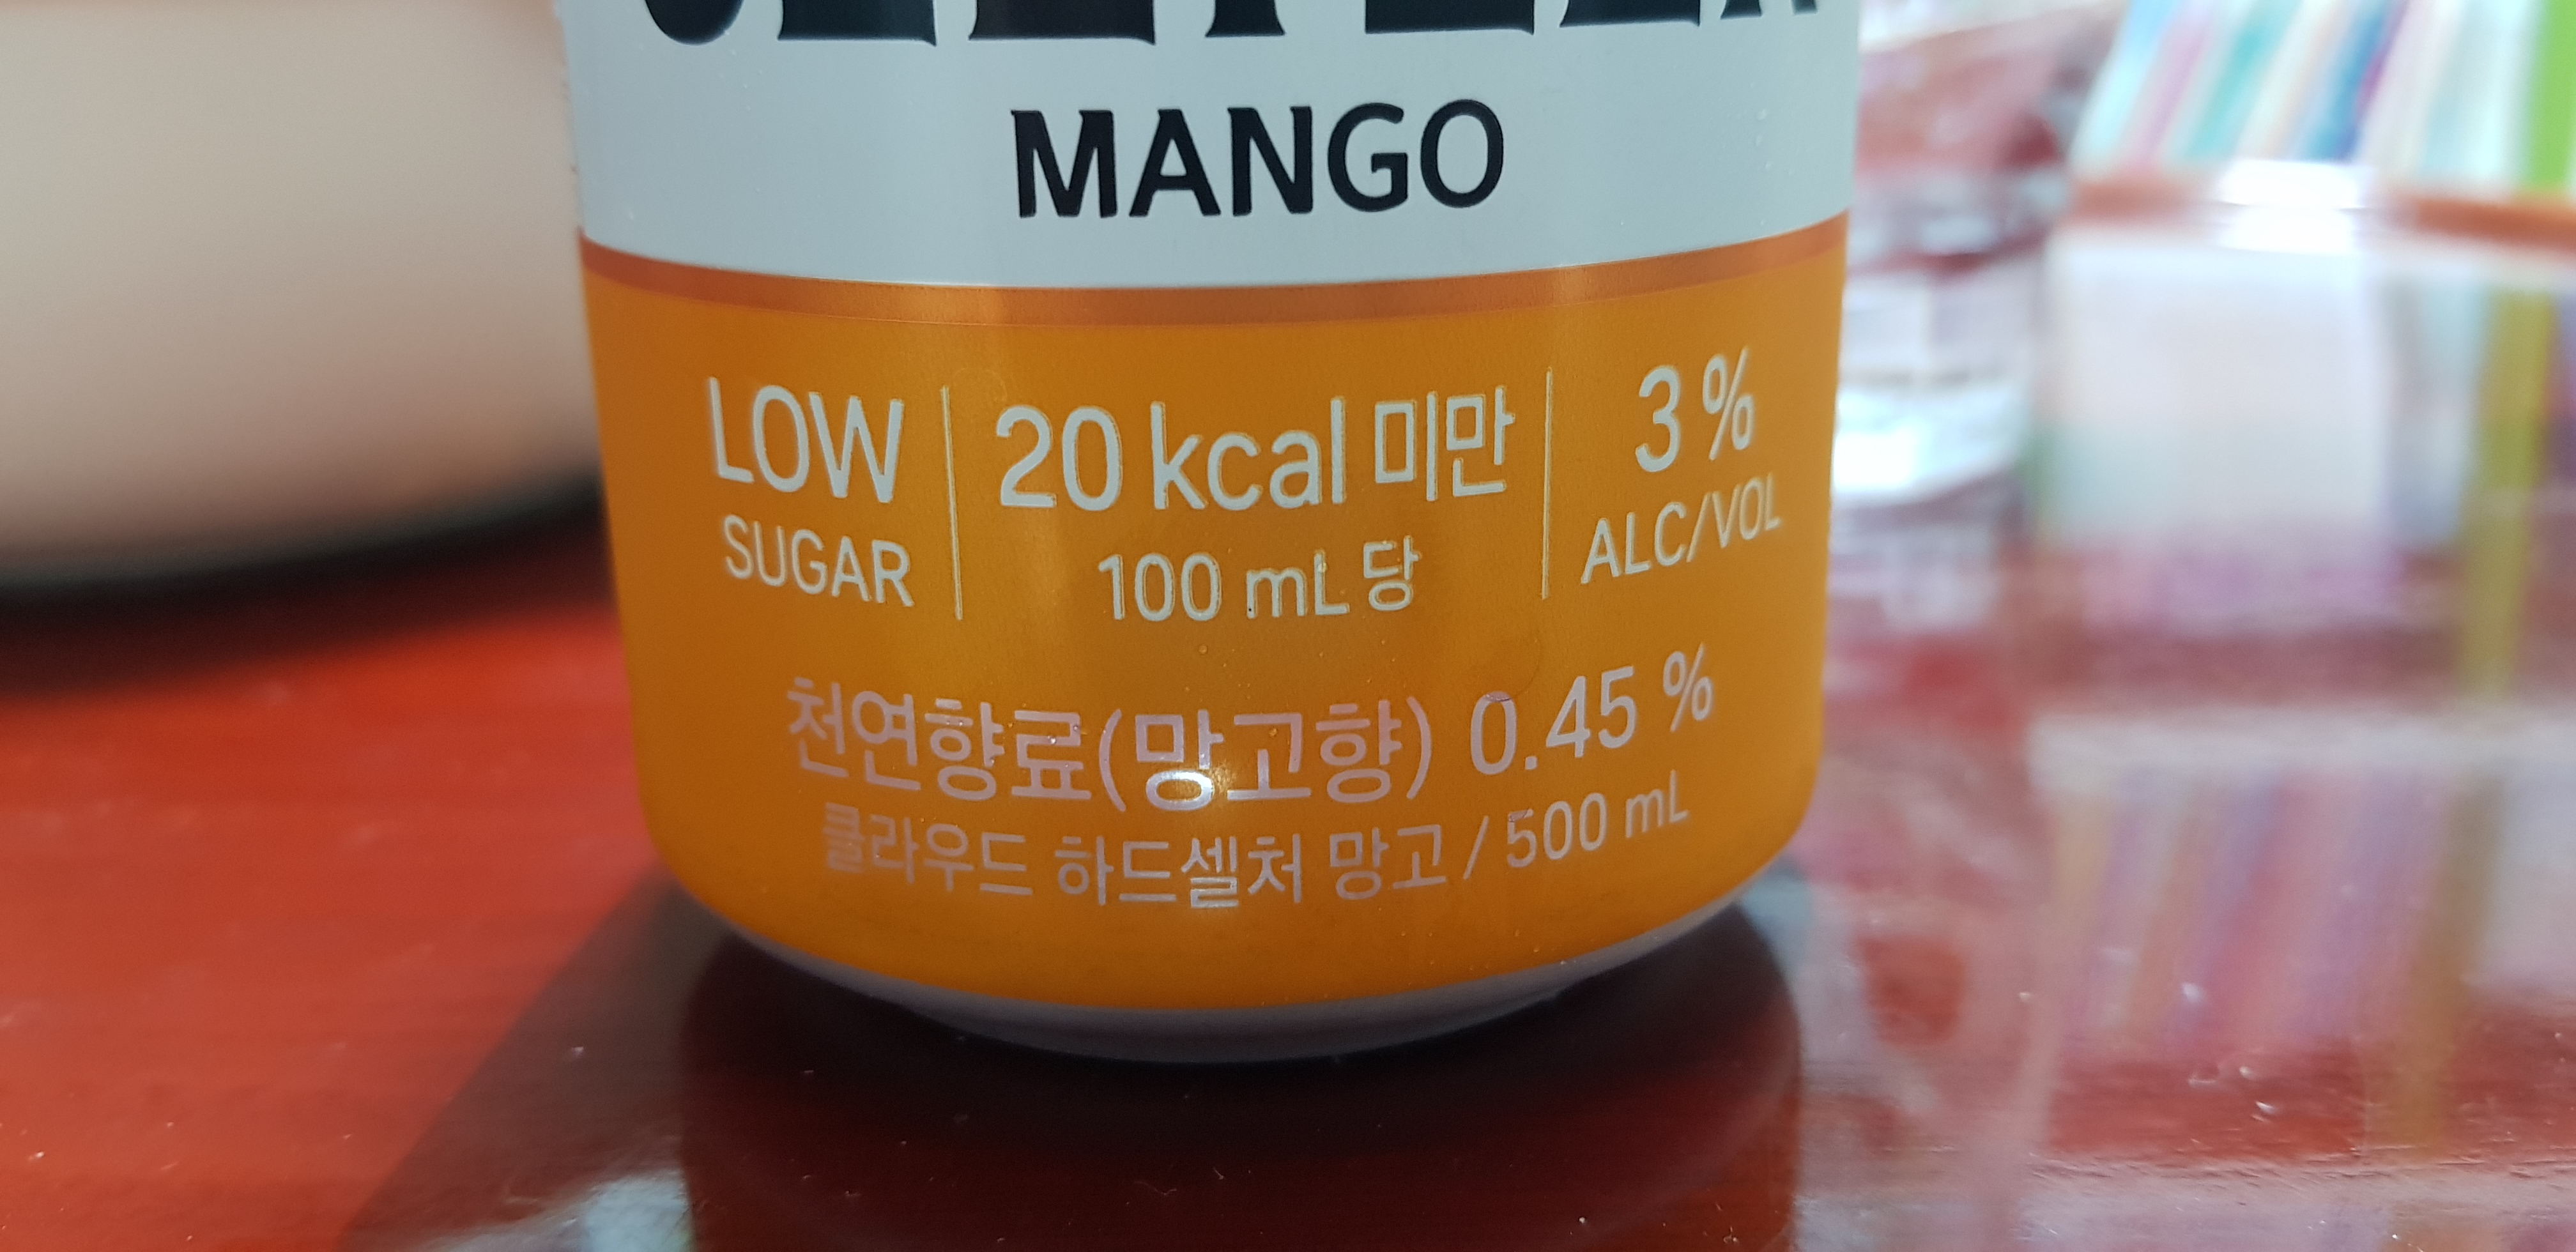 MANGO
LOW
SUGAR
20 kcal 미만
100 mL 당
3 %
ALC/VOL
천연향료(망고향) 0.45 %
클라우드 하드셀처 망고 / 500 mL